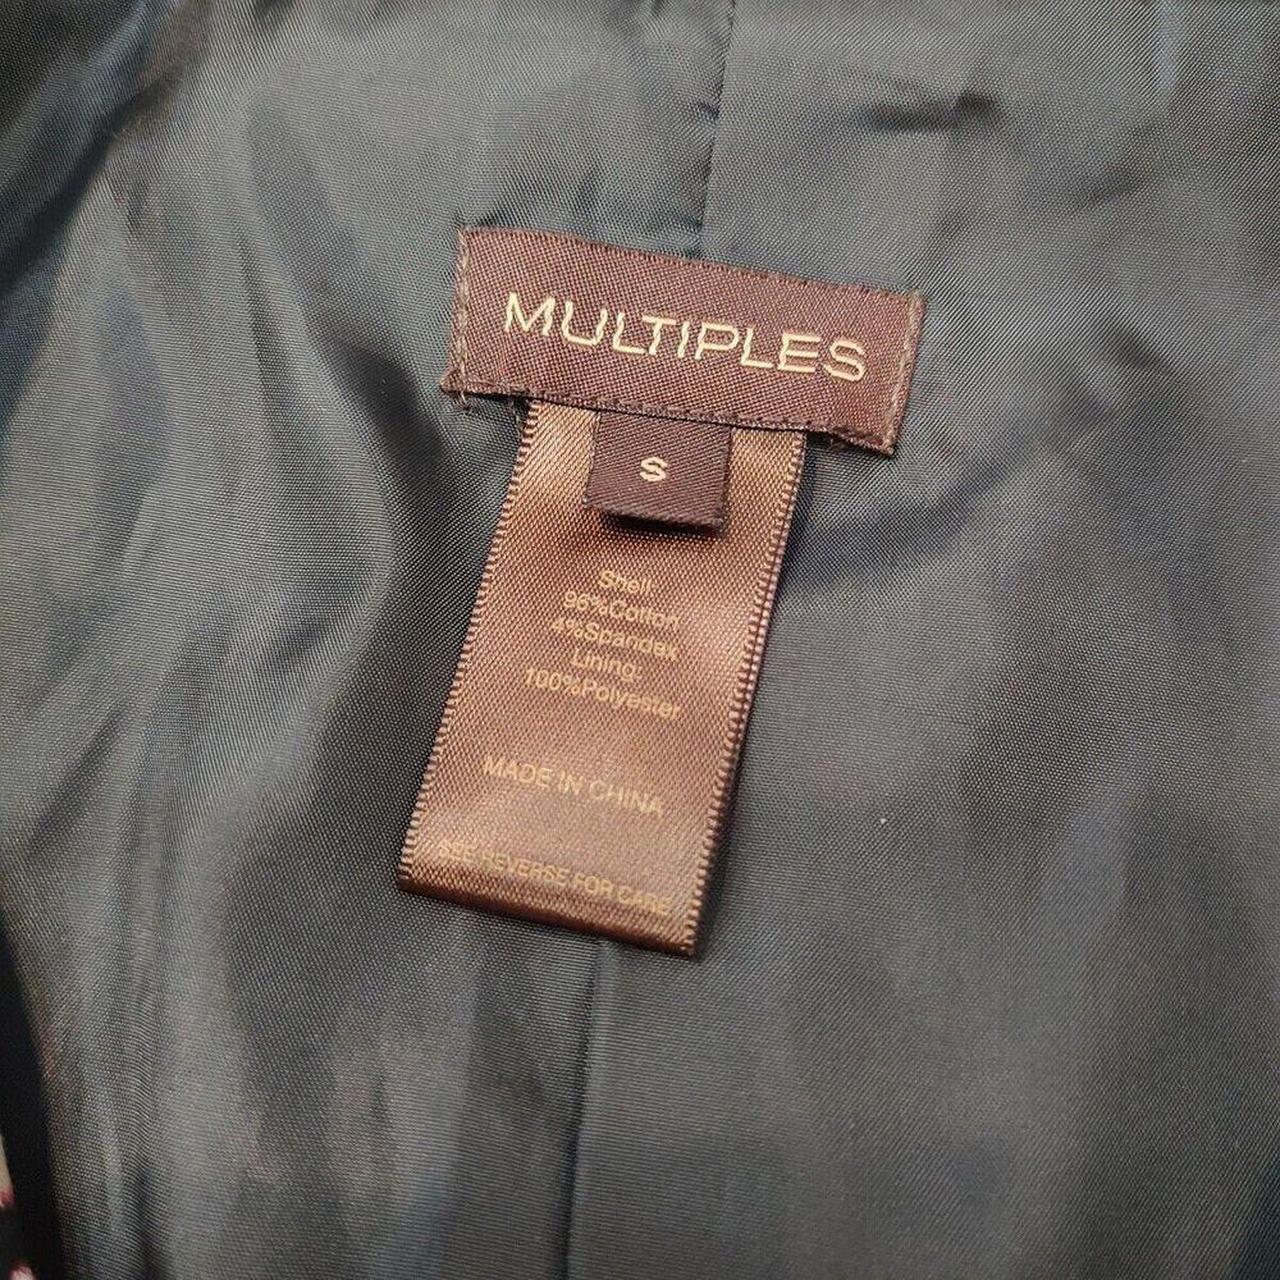 MULTIPLES
S
Shell:
96%Cotton
4%Spandex
Lining:
100%Polyester
MADE IN CHINA
SEE REVERSE FOR CARE